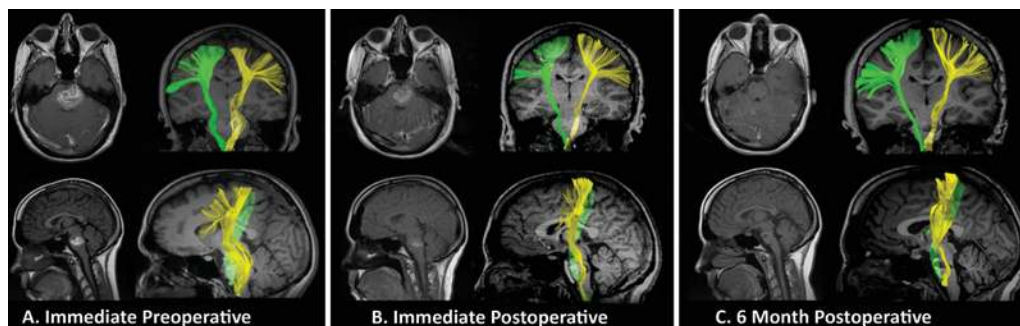 A. Immediate Preoperative
B. Immediate Postoperative
C. 6 Month Postoperative